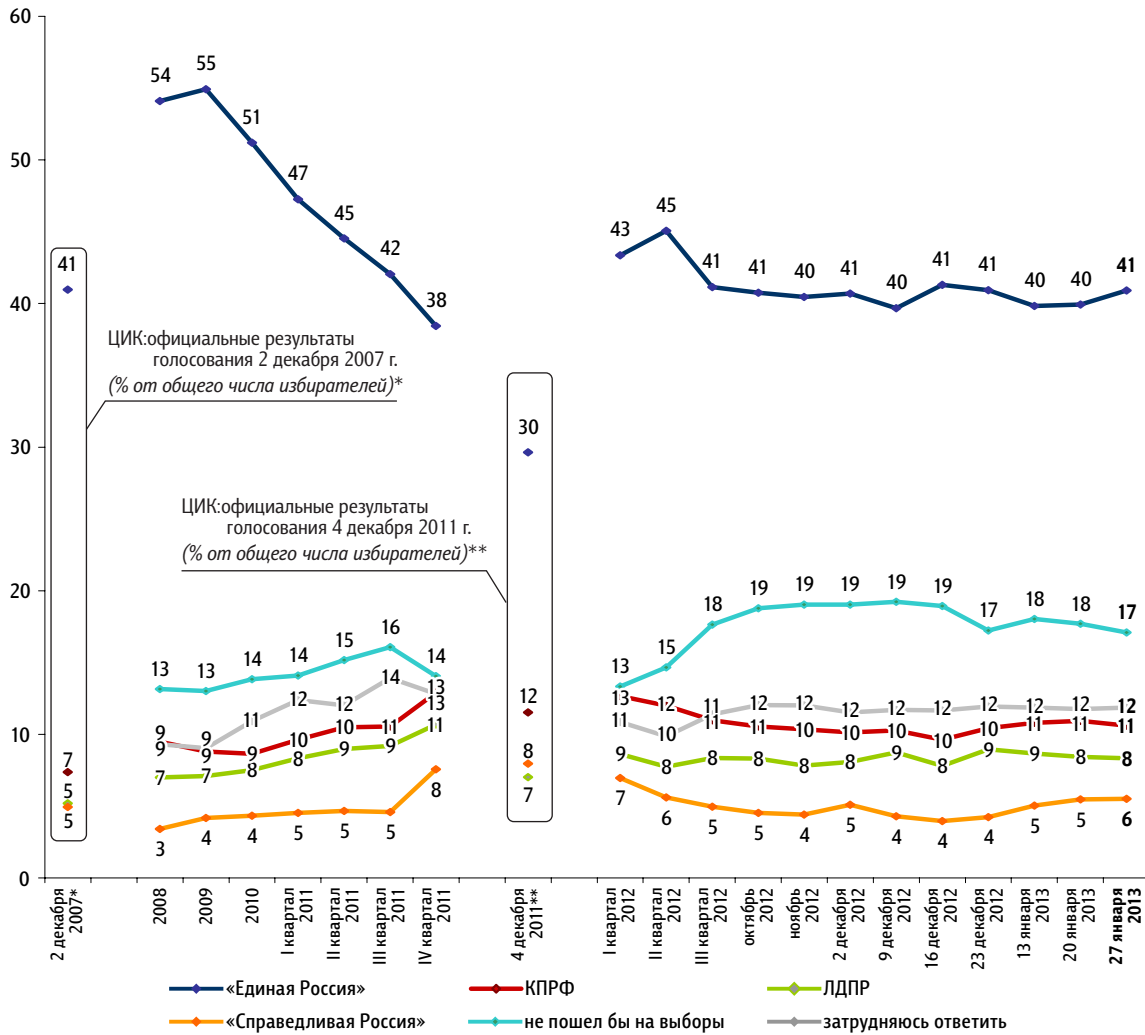 60
50
40
30
20
10
0
54 55 51 47 45 42 38
43 45 41 41 40 41 40 41 41 40 40 41
41
7
5
5
ЦИК:официальные результаты
голосования 2 декабря 2007 г.
(% от общего числа избирателей)*
30
12
8
7
ЦИК:официальные результаты
голосования 4 декабря 2011 г.
(% от общего числа избирателей)**
13 13 14 14 15 16 14
9 9 11 12 12 14 13
9 9 9 10 10 11 13
7 7 8 8 9 9 11
3 4 4 5 5 5 8
13 15 18 19 19 19 19 19 17 18 18 17
13 12 11 11 10 10 10 10 10 11 11 11
11 10 11 12 12 12 12 12 12 12 12 12
9 8 8 8 8 8 9 8 9 9 8 8
7 6 5 5 4 5 4 4 4 5 5 6
2 декабря
2007*
2008
2009
2010
I квартал
2011
II квартал
2011
III квартал
2011
IV квартал
2011
4 декабря
2011**
I квартал
2012
II квартал
2012
III квартал
2012
октябрь
2012
ноябрь
2012
2 декабря
2012
9 декабря
2012
16 декабря
2012
23 декабря
2012
13 января
2013
20 января
2013
27 января
2013
«Единая Россия» КПРФ ЛДПР
«Справедливая Россия» не пошел бы на выборы затрудняюсь ответить